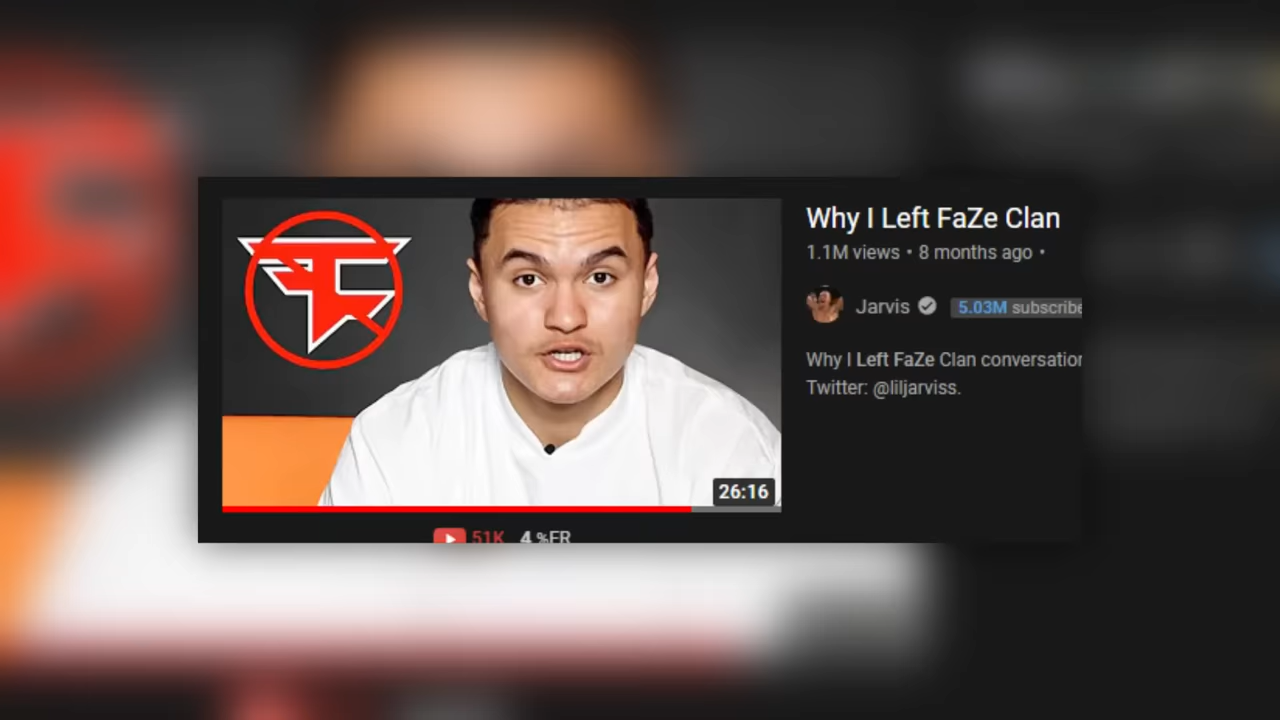 Why I Left FaZe Clan
1.1M views • 8 months ago •
Jarvis 5.03M subscribe
Why I Left FaZe Clan conversation
Twitter: @liljarviss.
26:16
51K 4 %ER